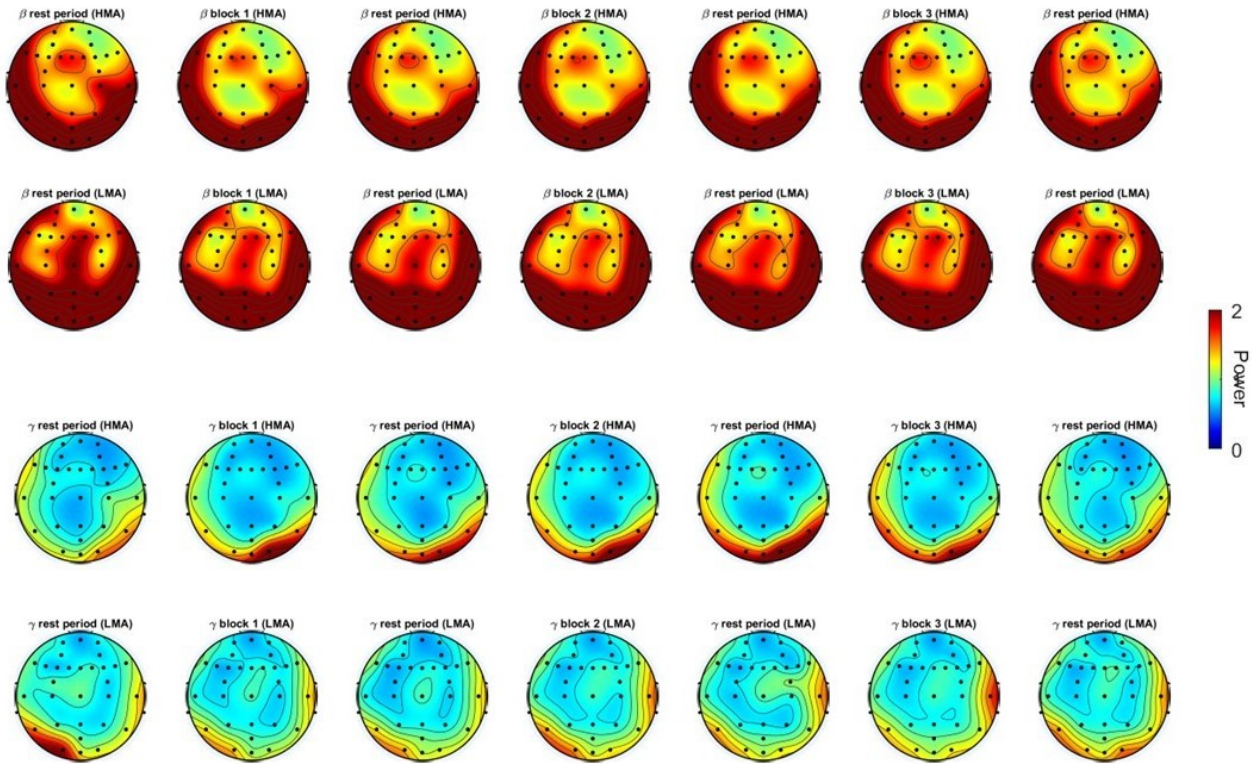 β rest period (HMA)
β block 1 (HMA)
β rest period (HMA)
β block 2 (HMA)
β rest period (HMA)
β block 3 (HMA)
β rest period (HMA)
β rest period (LMA)
β block 1 (LMA)
β rest period (LMA)
β block 2 (LMA)
β rest period (LMA)
β block 3 (LMA)
β rest period (LMA)
2
Power
0
γ rest period (HMA)
γ block 1 (HMA)
γ rest period (HMA)
γ block 2 (HMA)
γ rest period (HMA)
γ block 3 (HMA)
γ rest period (HMA)
γ rest period (LMA)
γ block 1 (LMA)
γ rest period (LMA)
γ block 2 (LMA)
γ rest period (LMA)
γ block 3 (LMA)
γ rest period (LMA)